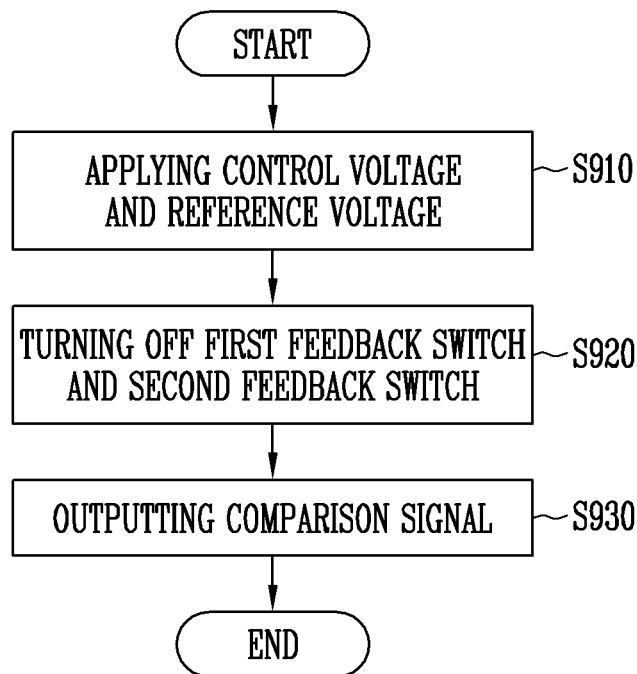 START
APPLYING CONTROL VOLTAGE
AND REFERENCE VOLTAGE
S910
TURNING OFF FIRST FEEDBACK SWITCH
AND SECOND FEEDBACK SWITCH
S920
OUTPUTTING COMPARISON SIGNAL
S930
END